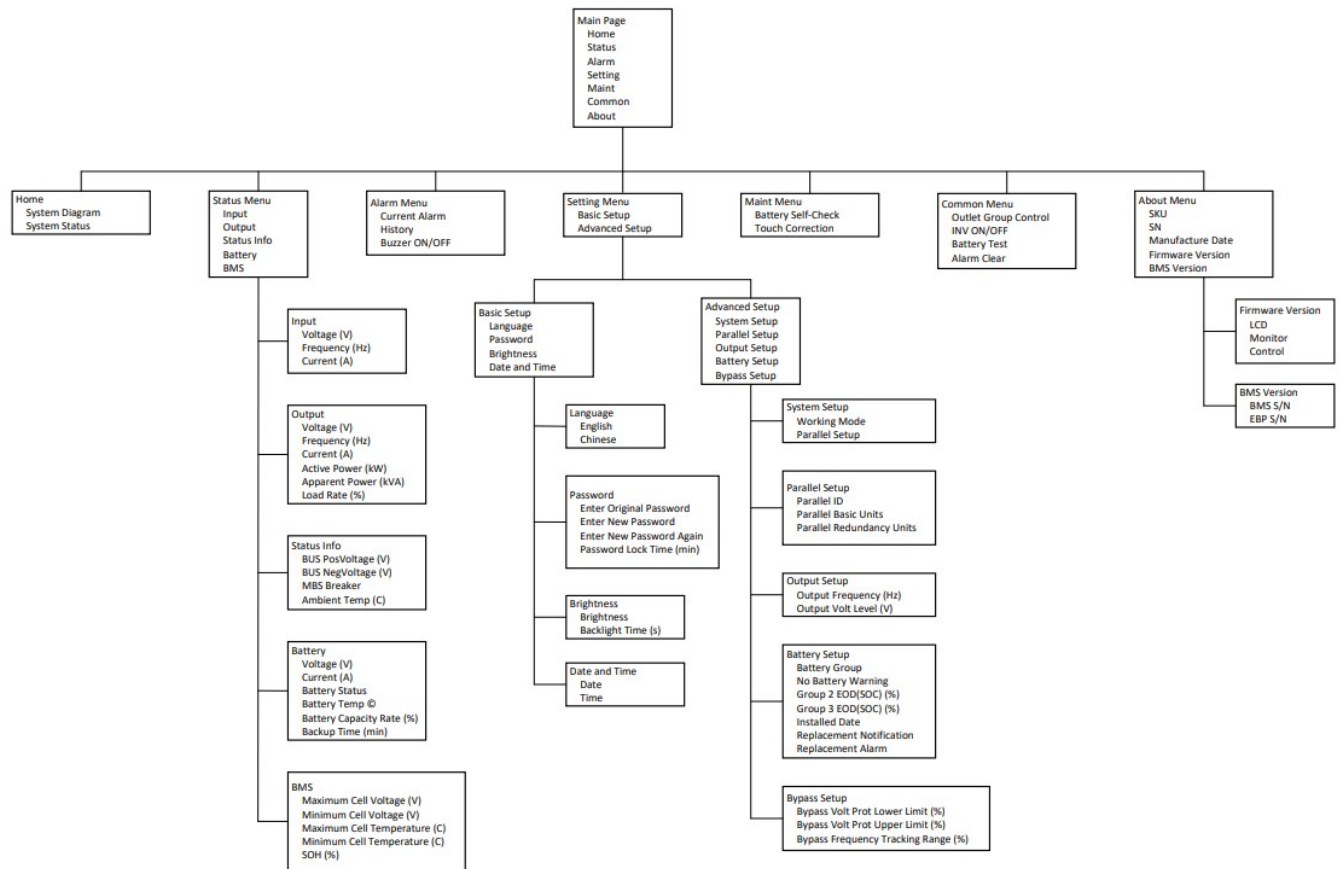 Main Page
Home
Status
Alarm
Setting
Maint
Common
About
Home
System Diagram
System Status
Status Menu
Input
Output
Status Info
Battery
BMS
Alarm Menu
Current Alarm
History
Buzzer ON/OFF
Setting Menu
Basic Setup
Advanced Setup
Maint Menu
Battery Self-Check
Touch Correction
Common Menu
Outlet Group Control
INV ON/OFF
Battery Test
Alarm Clear
About Menu
SKU
SN
Manufacture Date
Firmware Version
BMS Version
Input
Voltage (V)
Frequency (Hz)
Current (A)
Output
Voltage (V)
Frequency (Hz)
Current (A)
Active Power (kW)
Apparent Power (kVA)
Load Rate (%)
Status Info
BUS PosVoltage (V)
BUS NegVoltage (V)
MBS Breaker
Ambient Temp (C)
Battery
Voltage (V)
Current (A)
Battery Status
Battery Temp ©
Battery Capacity Rate (%)
Backup Time (min)
BMS
Maximum Cell Voltage (V)
Minimum Cell Voltage (V)
Maximum Cell Temperature (C)
Minimum Cell Temperature (C)
SOH (%)
Basic Setup
Language
Password
Brightness
Date and Time
Language
English
Chinese
Password
Enter Original Password
Enter New Password
Enter New Password Again
Password Lock Time (min)
Brightness
Brightness
Backlight Time (s)
Date and Time
Date
Time
Advanced Setup
System Setup
Parallel Setup
Output Setup
Battery Setup
Bypass Setup
System Setup
Working Mode
Parallel Setup
Parallel Setup
Parallel ID
Parallel Basic Units
Parallel Redundancy Units
Output Setup
Output Frequency (Hz)
Output Volt Level (V)
Battery Setup
Battery Group
No Battery Warning
Group 2 EOD(SOC) (%)
Group 3 EOD(SOC) (%)
Installed Date
Replacement Notification
Replacement Alarm
Bypass Setup
Bypass Volt Prot Lower Limit (%)
Bypass Volt Prot Upper Limit (%)
Bypass Frequency Tracking Range (%)
Firmware Version
LCD
Monitor
Control
BMS Version
BMS S/N
EBP S/N